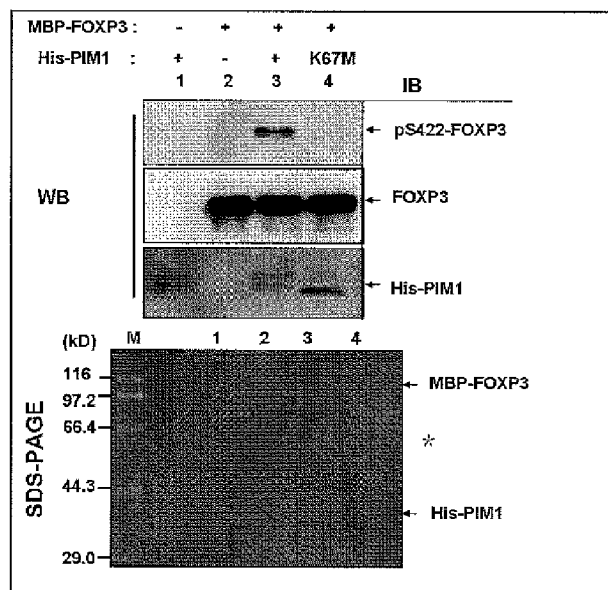 MBP-FOXP3 : - + + +
His-PIM1 : + - + K67M
1 2 3 4 IB
pS422-FOXP3
WB
FOXP3
His-PIM1
(kD) M 1 2 3 4
116
MBP-FOXP3
97.2
66.4
*
SDS-PAGE
44.3
His-PIM1
29.0